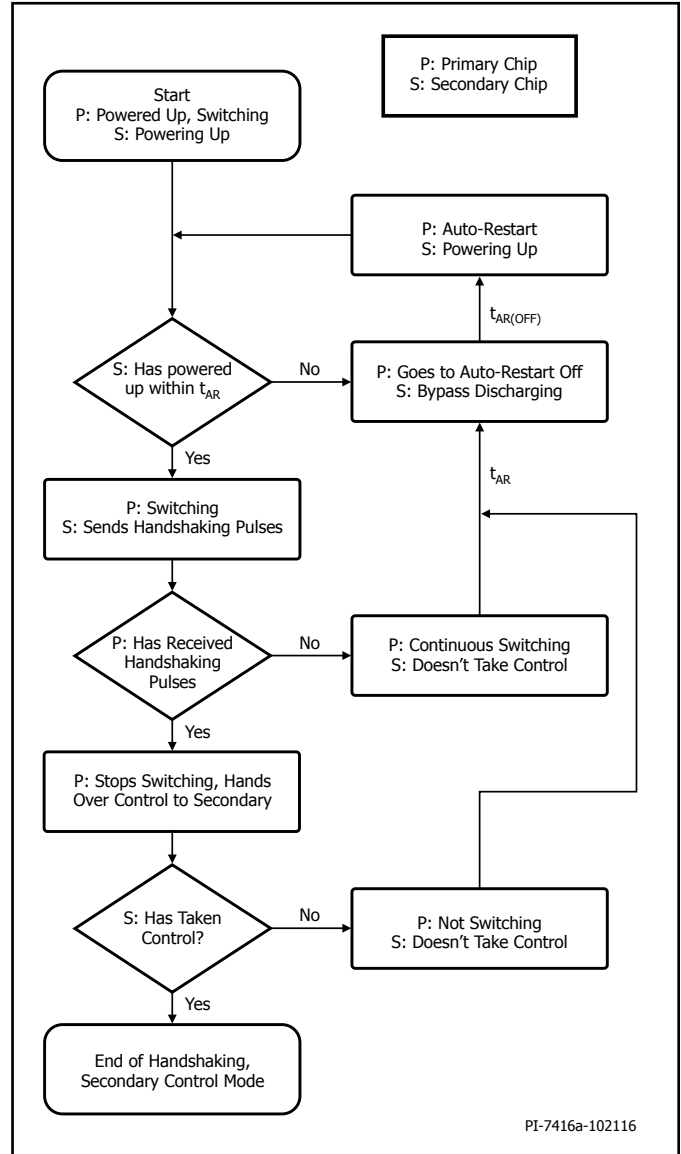 P: Primary Chip
S: Secondary Chip
Start
P: Powered Up, Switching
S: Powering Up
P: Auto-Restart
S: Powering Up
tAR(OFF)
S: Has powered
up within tAR
No
P: Goes to Auto-Restart Off
S: Bypass Discharging
Yes
tAR
P: Switching
S: Sends Handshaking Pulses
P: Has Received
Handshaking
Pulses
No
P: Continuous Switching
S: Doesn't Take Control
Yes
P: Stops Switching, Hands
Over Control to Secondary
S: Has Taken
Control?
No
P: Not Switching
S: Doesn't Take Control
Yes
End of Handshaking,
Secondary Control Mode
PI-7416a-102116